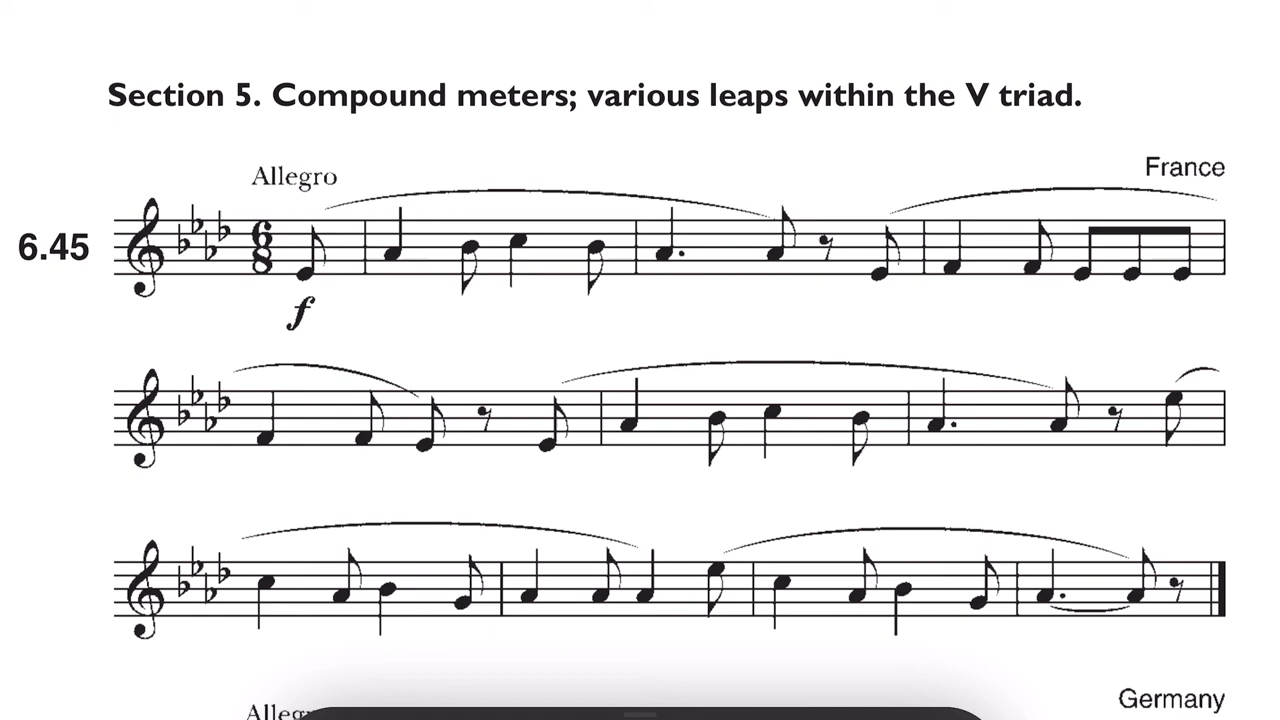 Section 5. Compound meters; various leaps within the V triad.
Allegro
France
6.45
6
8
f
Germany